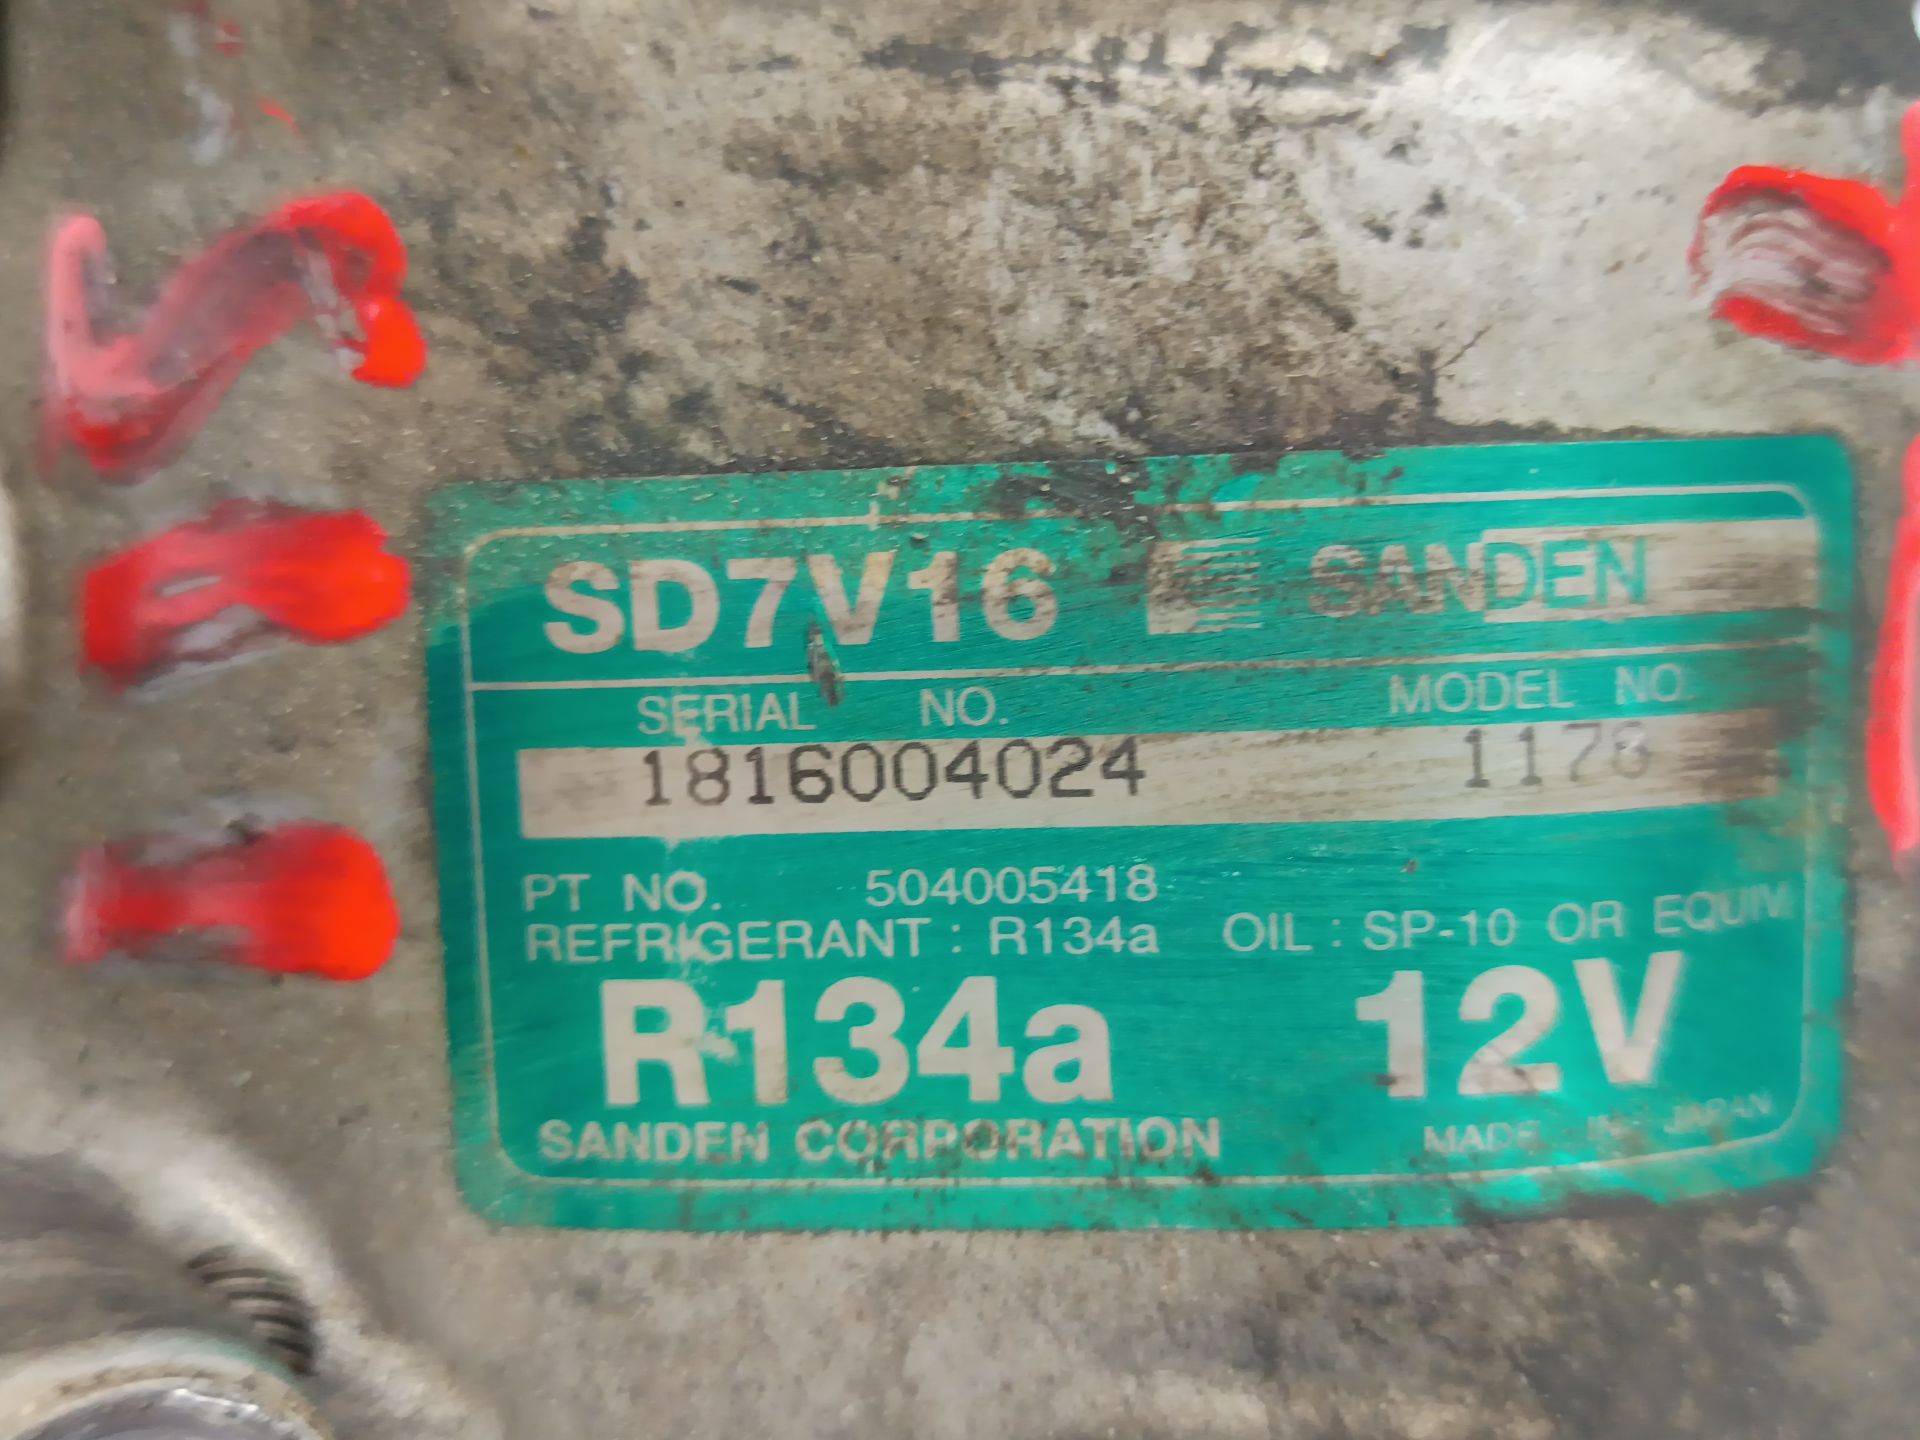 SD7V16 SANDEN
SERIAL NO. MODEL NO.
1816004024 1178
PT NO. 504005418
REFRIGERANT : R134a OIL : SP-10 OR EQUIV
R134a 12V
SANDEN CORPORATION MADE IN JAPAN